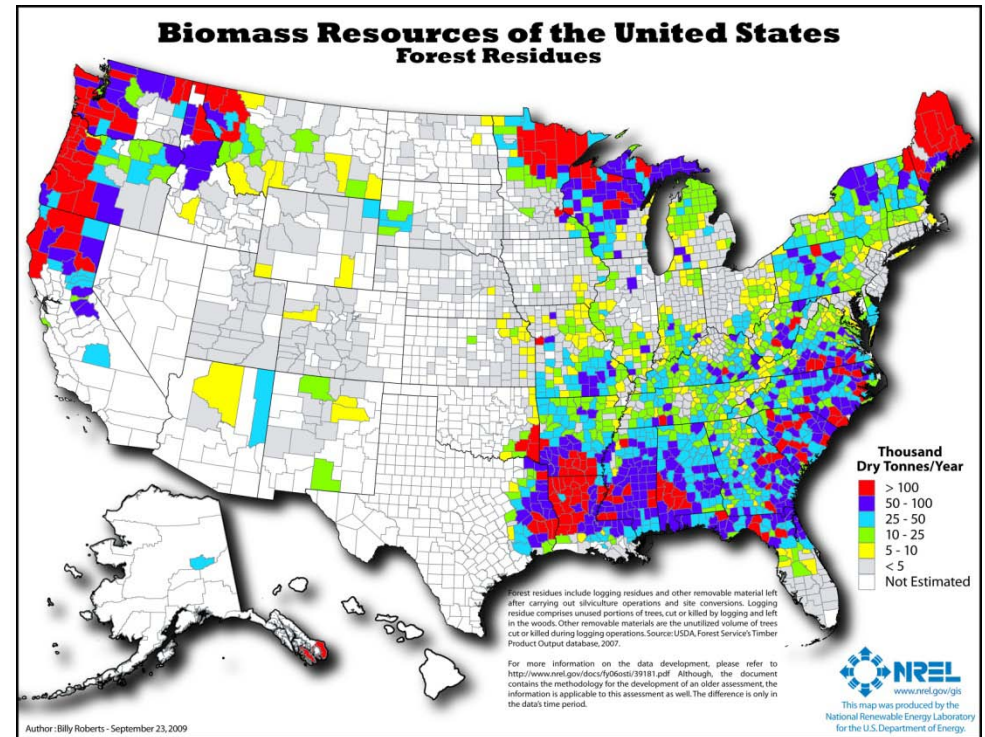 Biomass Resources of the United States
Forest Residues
Thousand
Dry Tonnes/Year
> 100
50 - 100
25 - 50
10 - 25
5 - 10
< 5
Not Estimated
Forest residues include logging residues and other removable material left
after carrying out silviculture operations and site conversions. Logging
residue comprises unused portions of trees, cut or killed by logging and left
in the woods. Other removable materials are the unutilized volume of trees
cut or killed during logging operations. Source: USDA, Forest Service's Timber
Product Output database, 2007.
For more information on the data development, please refer to
http://www.nrel.gov/docs/fy06osti/39181.pdf Although, the document
contains the methodology for the development of an older assessment, the
information is applicable to this assessment as well. The difference is only in
the data's time period.
NREL
www.nrel.gov/gis
This map was produced by the
National Renewable Energy Laboratory
for the U.S. Department of Energy.
Author : Billy Roberts - September 23, 2009